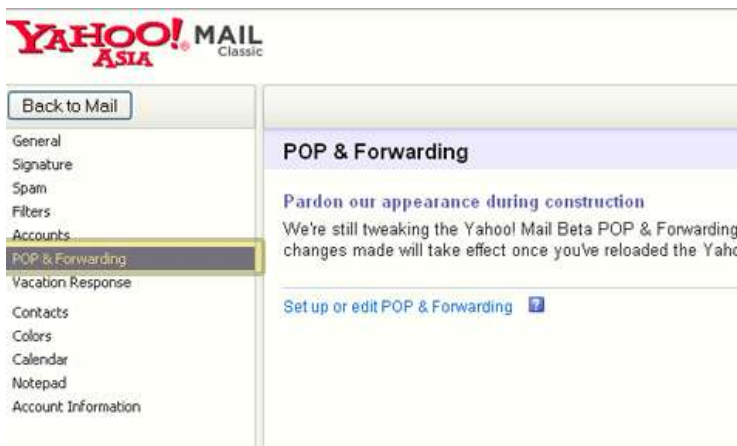 YAHOO! MAIL
ASIA Classic
Back to Mail
General
Signature
Spam
Filters
Accounts
POP & Forwarding
Vacation Response
Contacts
Colors
Calendar
Notepad
Account Information
POP & Forwarding
Pardon our appearance during construction
We're still tweaking the Yahoo! Mail Beta POP & Forwarding
changes made will take effect once you've reloaded the Yaho
Set up or edit POP & Forwarding ?